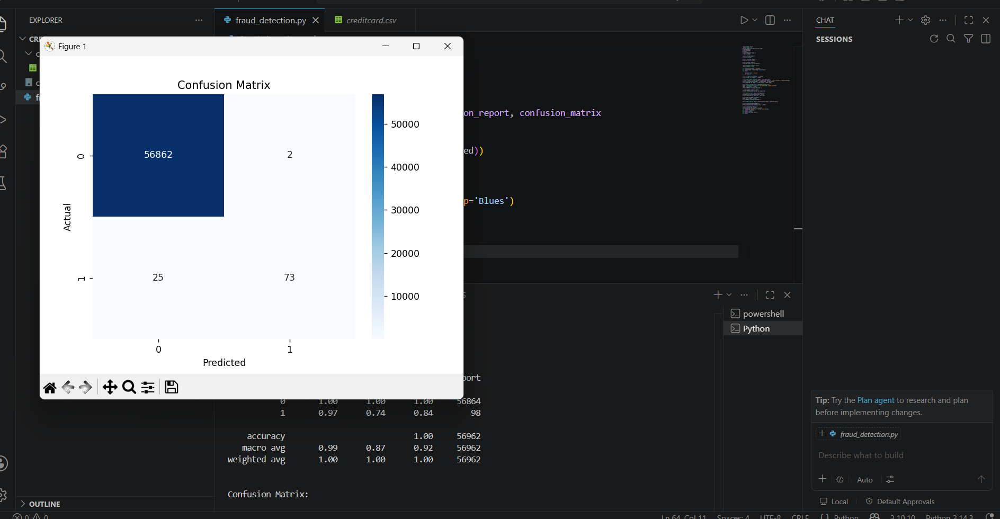 EXPLORER
fraud_detection.py
creditcard.csv
CHAT
SESSIONS
Figure 1
Confusion Matrix
56862
2
25
73
0
1
Actual
0
1
Predicted
50000
40000
30000
20000
10000
on_report, confusion_matrix
ed))
p='Blues')
powershell
Python
port
0 1.00 1.00 1.00 56864
1 0.97 0.74 0.84 98
accuracy 1.00 56962
macro avg 0.99 0.87 0.92 56962
weighted avg 1.00 1.00 1.00 56962
Confusion Matrix:
OUTLINE
Tip: Try the Plan agent to research and plan
before implementing changes.
fraud_detection.py
Describe what to build
Auto
Local
Default Approvals
0 0
Ln 64, Col 11 Spaces: 4 UTF-8 CRLF {} Python 3.10.10 Python 3.14.3